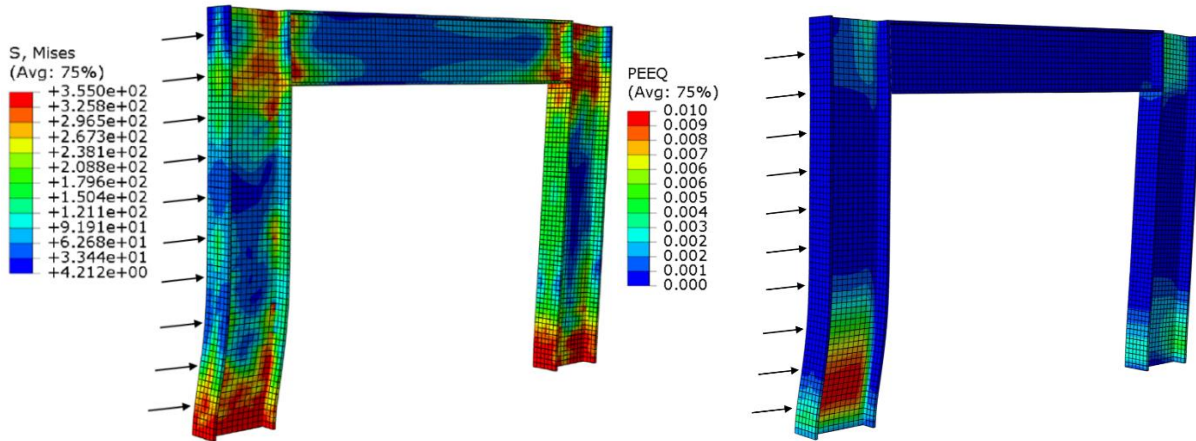 S, Mises
(Avg: 75%)
+3.550e+02
+3.258e+02
+2.965e+02
+2.673e+02
+2.381e+02
+2.088e+02
+1.796e+02
+1.504e+02
+1.211e+02
+9.191e+01
+6.268e+01
+3.344e+01
+4.212e+00
PEEQ
(Avg: 75%)
0.010
0.009
0.008
0.007
0.006
0.005
0.004
0.003
0.002
0.002
0.001
0.000